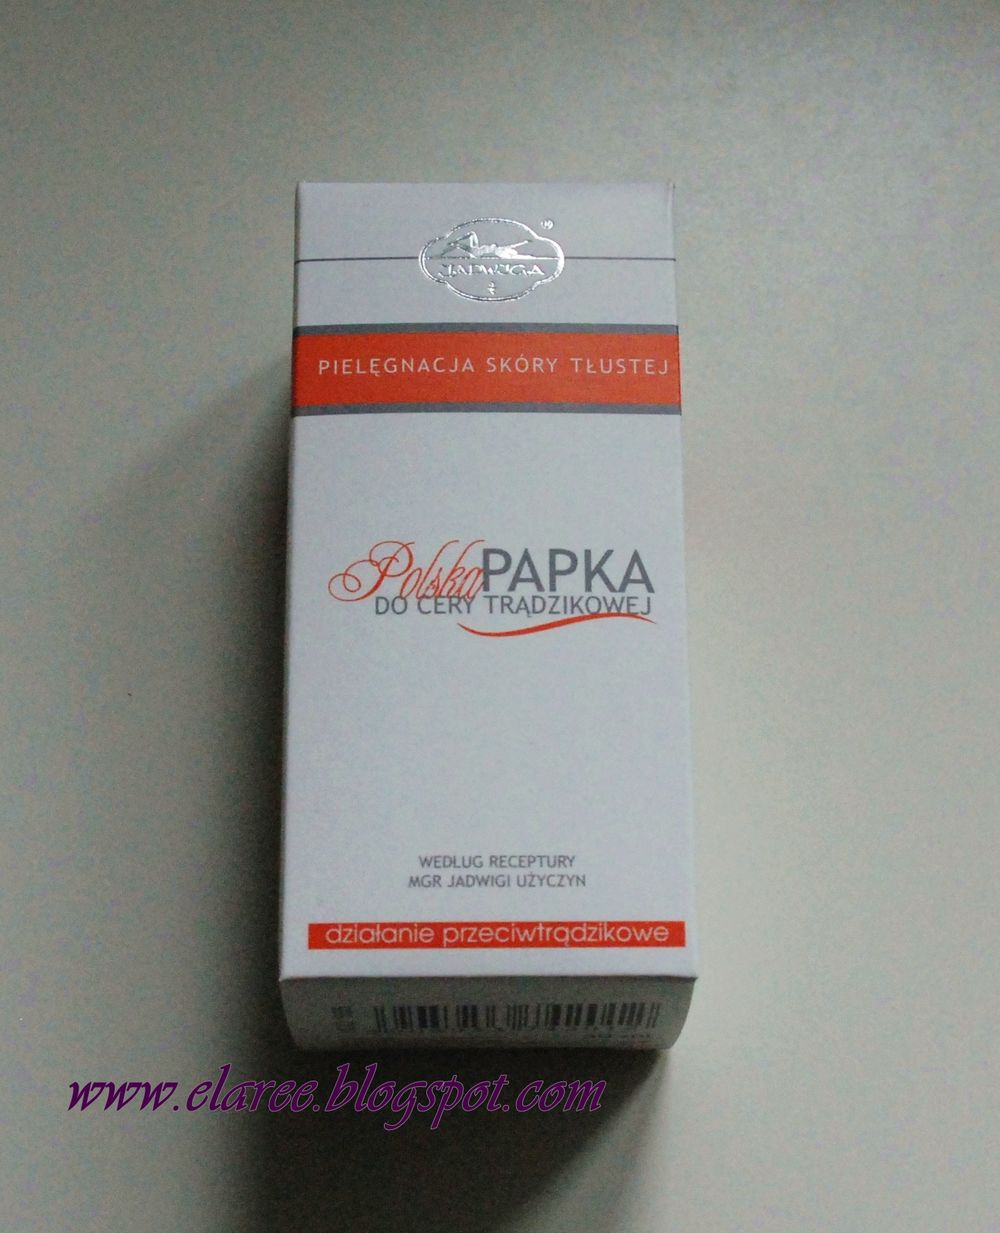 JADWIGA
PIELĘGNACJA SKÓRY TŁUSTEJ
Polska PAPKA
DO CERY TRĄDZIKOWEJ
WEDŁUG RECEPTURY
MGR JADWIGI UŻYCZYN
działanie przeciwtrądzikowe
www.elaree.blogspot.com